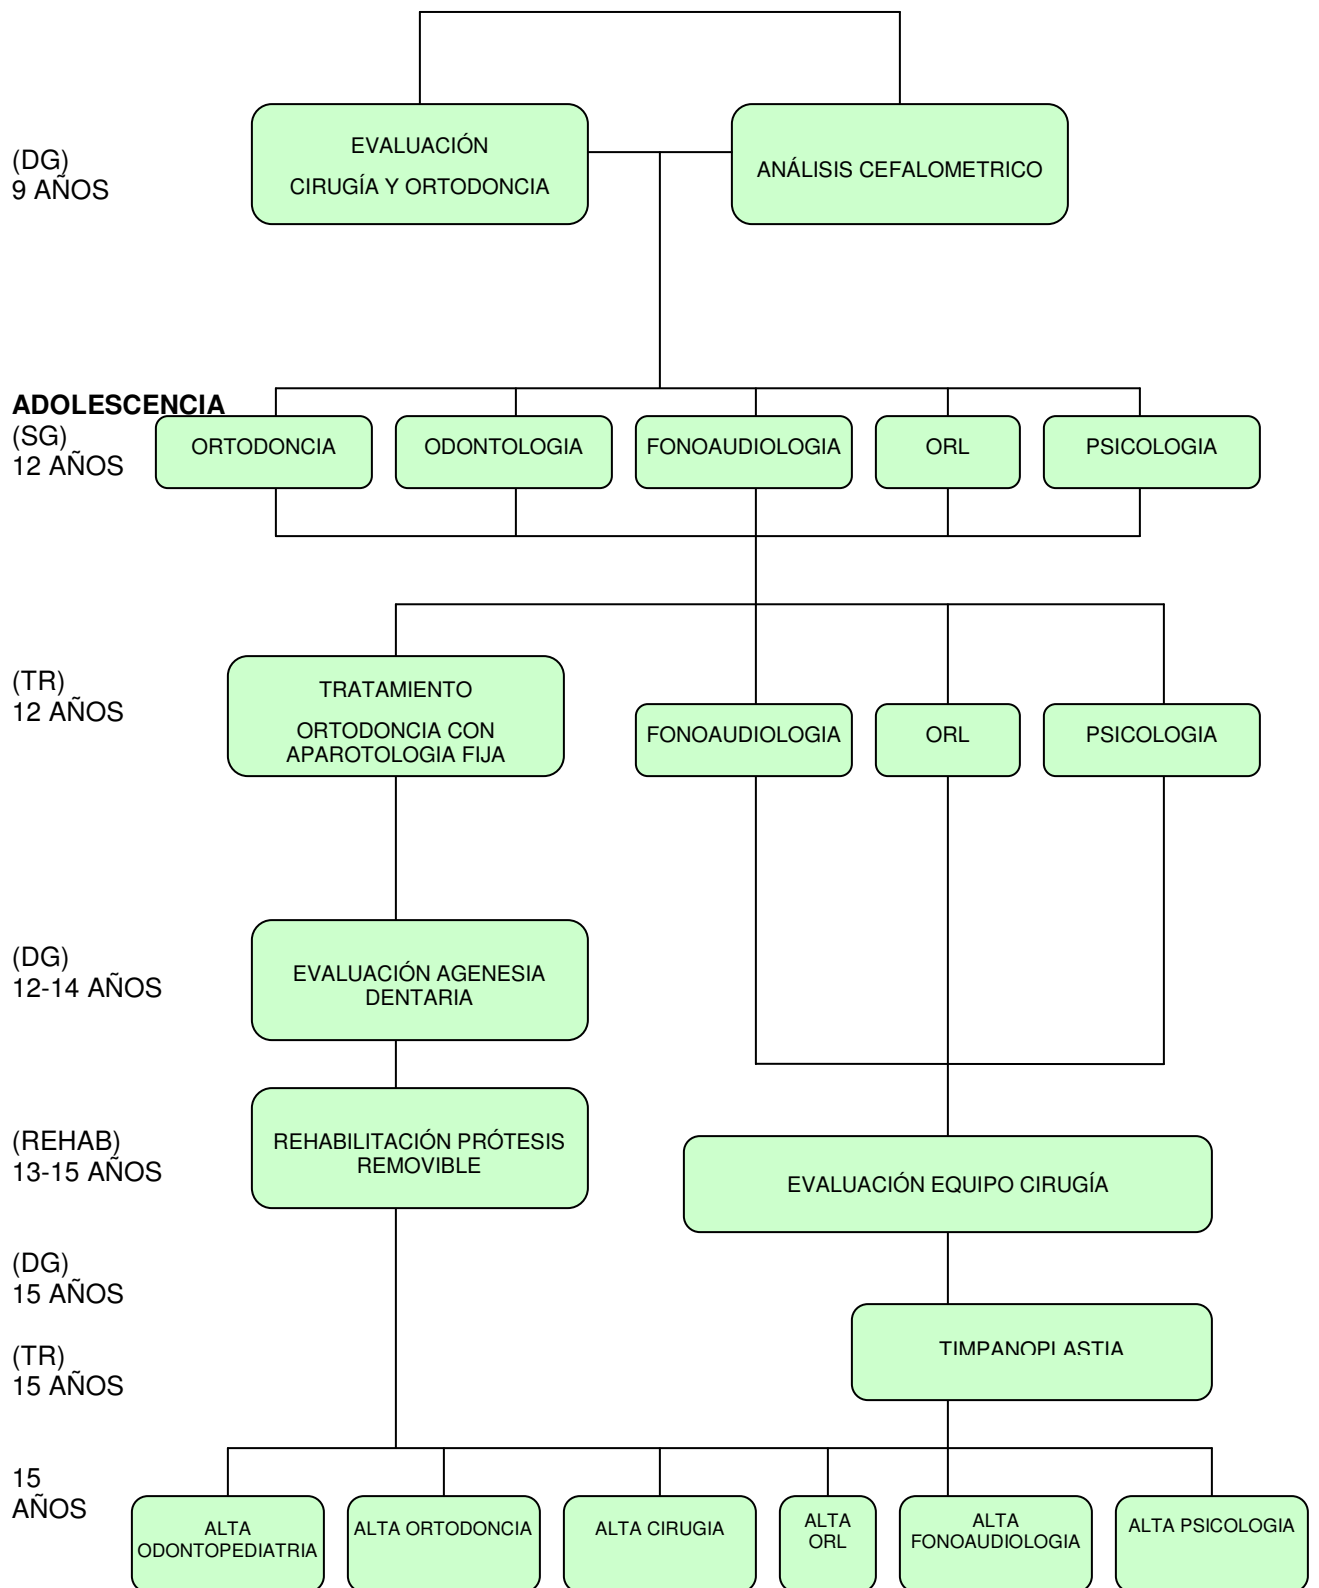 (DG)
9 AÑOS
EVALUACIÓN
CIRUGÍA Y ORTODONCIA
ANÁLISIS CEFALOMETRICO
ADOLESCENCIA
(SG)
12 AÑOS
ORTODONCIA
ODONTOLOGIA
FONOAUDIOLOGIA
ORL
PSICOLOGIA
(TR)
12 AÑOS
TRATAMIENTO
ORTODONCIA CON
APAROTOLOGIA FIJA
FONOAUDIOLOGIA
ORL
PSICOLOGIA
(DG)
12-14 AÑOS
EVALUACIÓN AGENESIA
DENTARIA
(REHAB)
13-15 AÑOS
REHABILITACIÓN PRÓTESIS
REMOVIBLE
EVALUACIÓN EQUIPO CIRUGÍA
(DG)
15 AÑOS
(TR)
15 AÑOS
TIMPANOPLASTIA
15
AÑOS
ALTA
ODONTOPEDIATRIA
ALTA ORTODONCIA
ALTA CIRUGIA
ALTA
ORL
ALTA
FONOAUDIOLOGIA
ALTA PSICOLOGIA